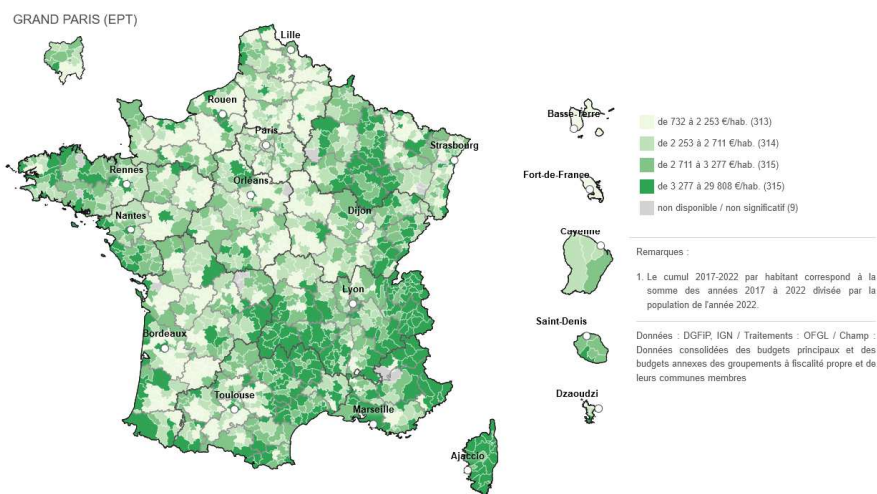 GRAND PARIS (EPT)
Lille
Rouen
Paris
Strasbourg
Rennes
Orléans
Nantes
Dijon
Lyon
Bordeaux
Toulouse
Marseille
Ajaccio
Basse-Terre
Fort-de-France
Cayenne
Saint-Denis
Dzaoudzi
de 732 à 2 253 €/hab. (313)
de 2 253 à 2 711 €/hab. (314)
de 2 711 à 3 277 €/hab. (315)
de 3 277 à 29 808 €/hab. (315)
non disponible / non significatif (9)
Remarques :
1. Le cumul 2017-2022 par habitant correspond à la
somme des années 2017 à 2022 divisée par la
population de l'année 2022.
Données : DGFiP, IGN / Traitements : OFGL / Champ :
Données consolidées des budgets principaux et des
budgets annexes des groupements à fiscalité propre et de
leurs communes membres